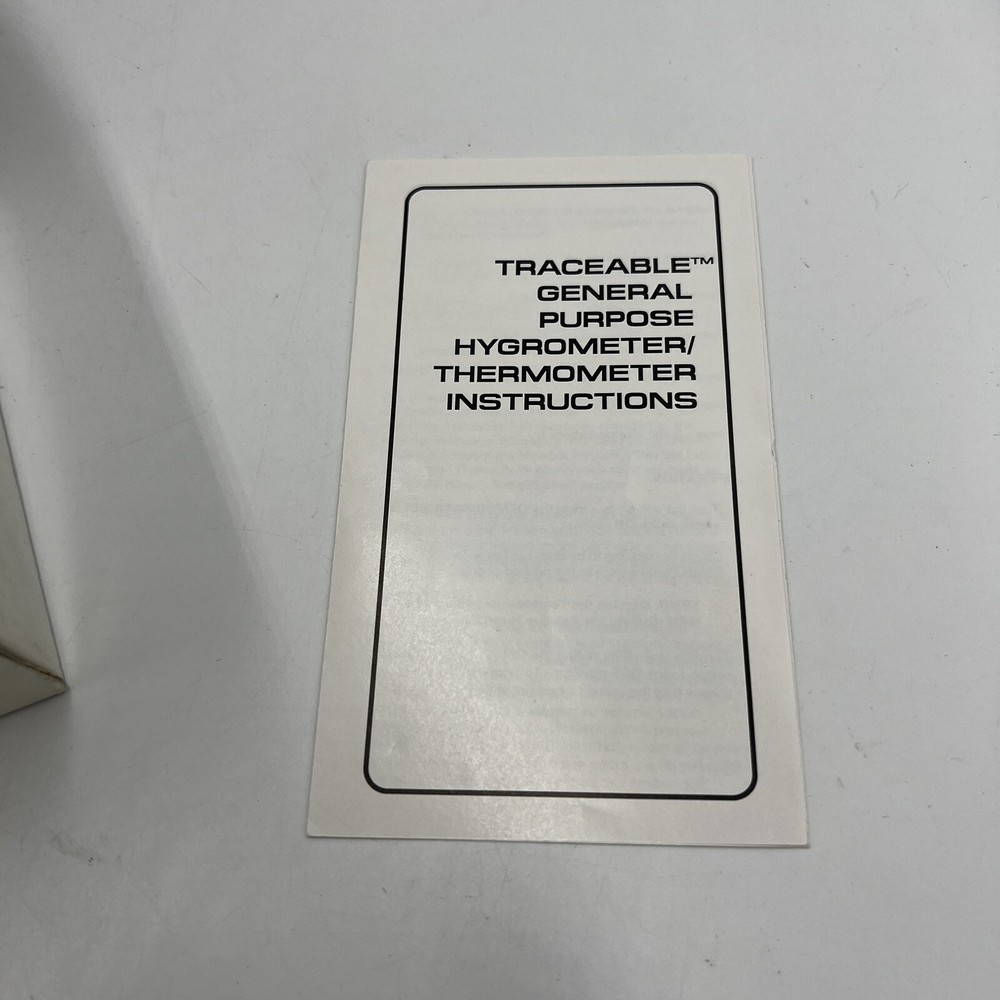 TRACEABLE™
GENERAL
PURPOSE
HYGROMETER/
THERMOMETER
INSTRUCTIONS